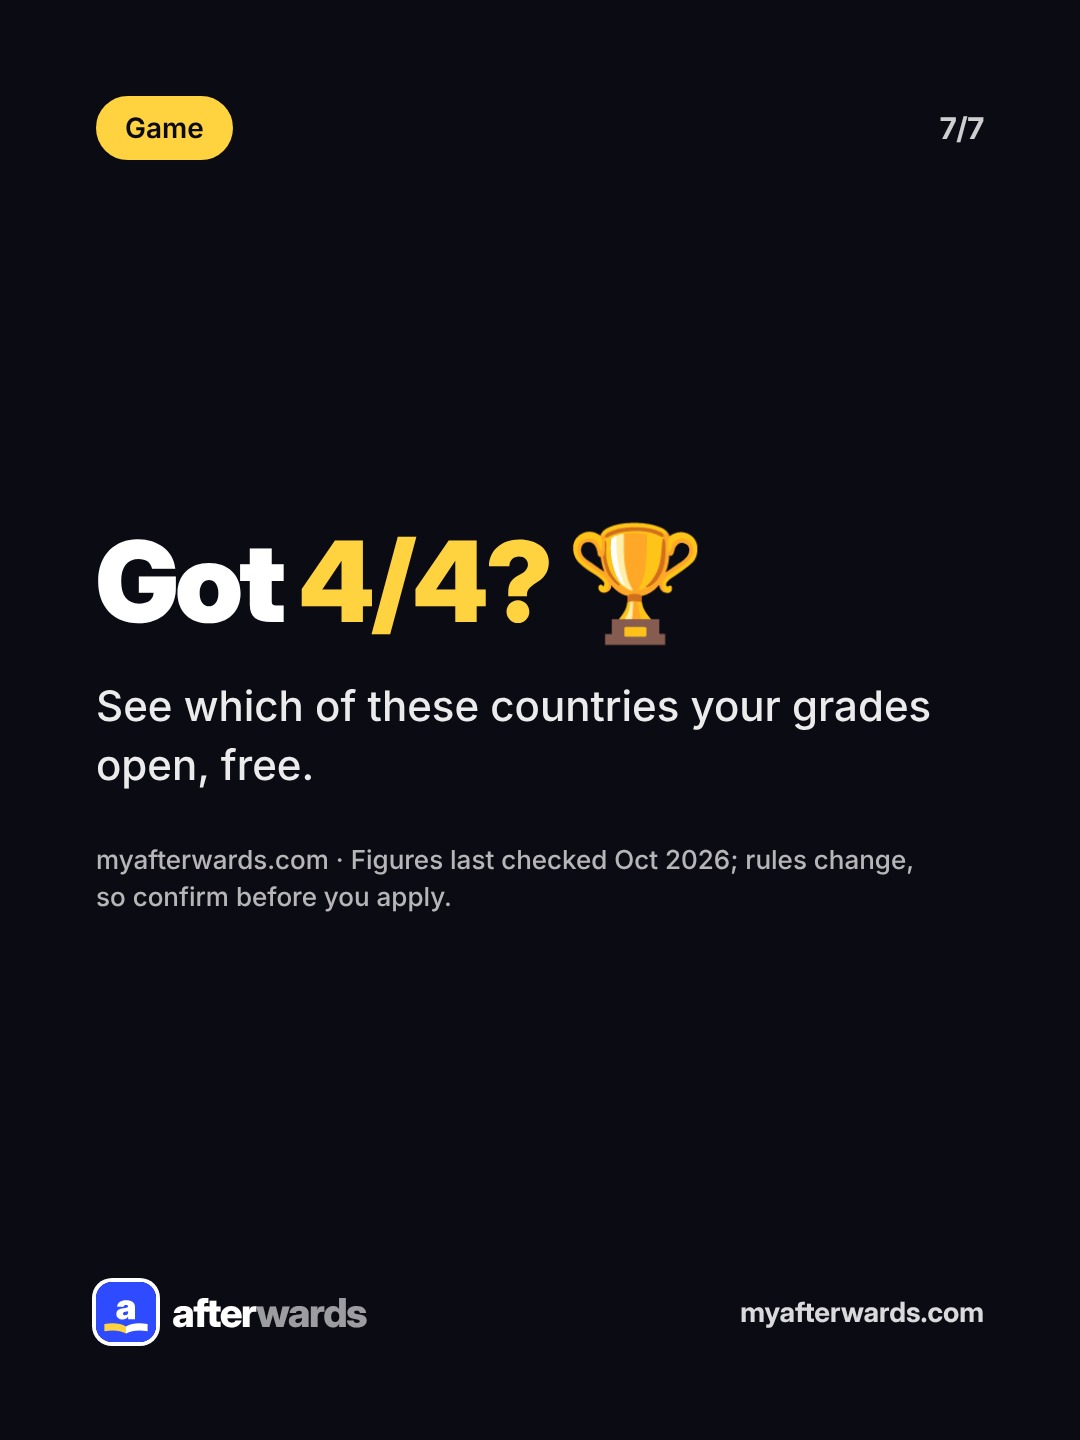 Game
7/7
Got 4/4? 🏆
See which of these countries your grades
open, free.
myafterwards.com · Figures last checked Oct 2026; rules change,
so confirm before you apply.
a
afterwards
myafterwards.com